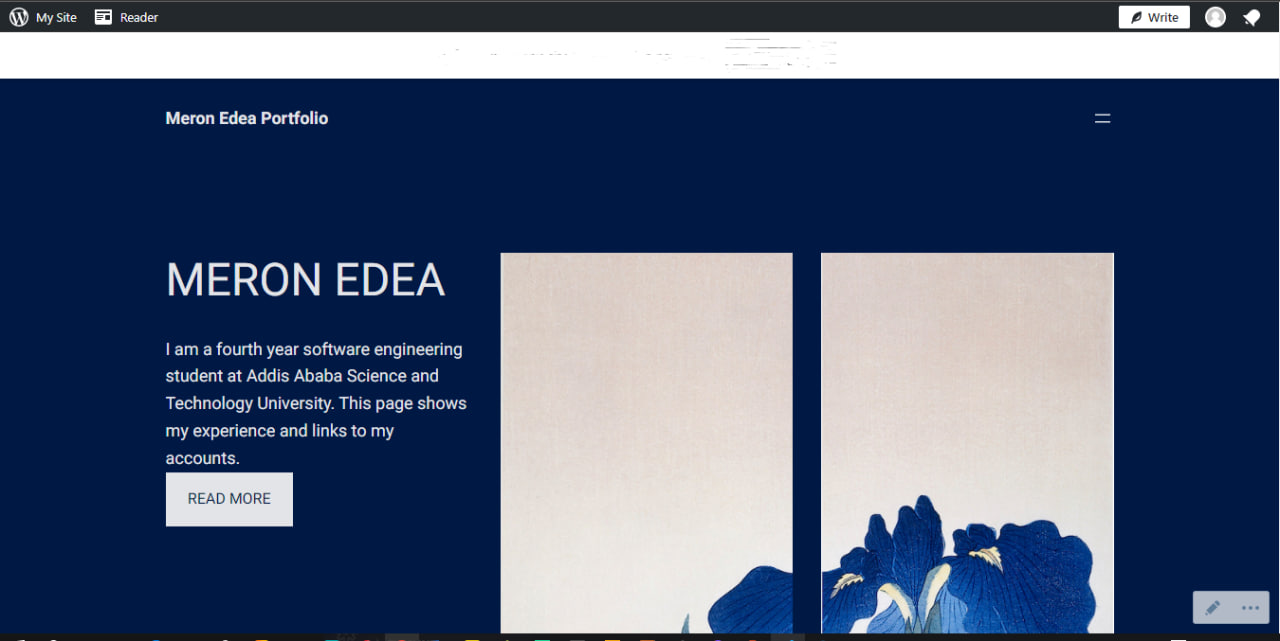 My Site Reader Write
Meron Edea Portfolio
MERON EDEA
I am a fourth year software engineering
student at Addis Ababa Science and
Technology University. This page shows
my experience and links to my
accounts.
READ MORE